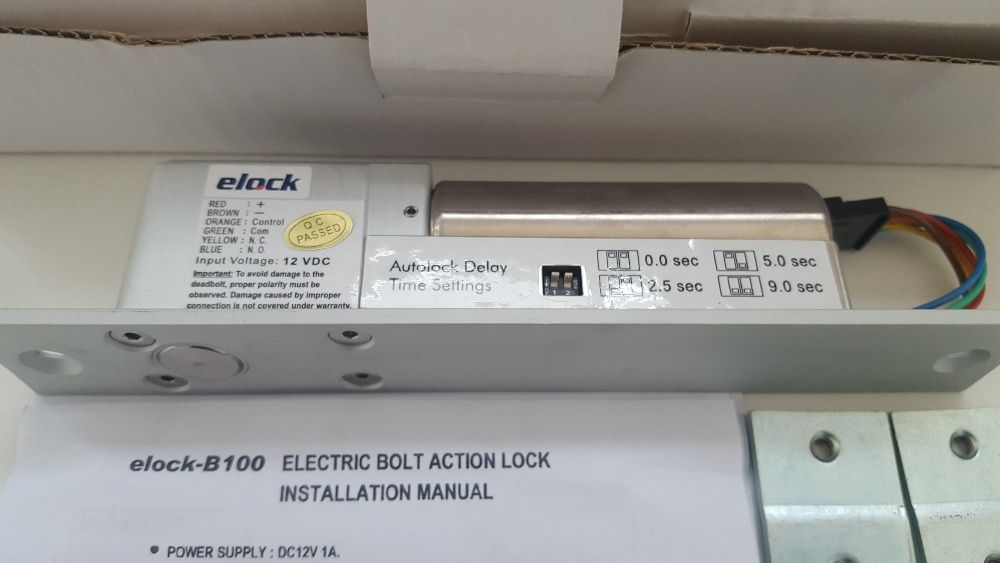 elock
RED : +
BROWN : —
ORANGE : Control
GREEN : Com
YELLOW : N.C.
BLUE : N.O.
Input Voltage: 12 VDC
Important: To avoid damage to the
deadbolt, proper polarity must be
observed. Damage caused by improper
connection is not covered under warranty.
Q.C.
PASSED
Autolock Delay
Time Settings
1 2
0.0 sec
5.0 sec
2.5 sec
9.0 sec
elock-B100 ELECTRIC BOLT ACTION LOCK
INSTALLATION MANUAL
• POWER SUPPLY : DC12V 1A.